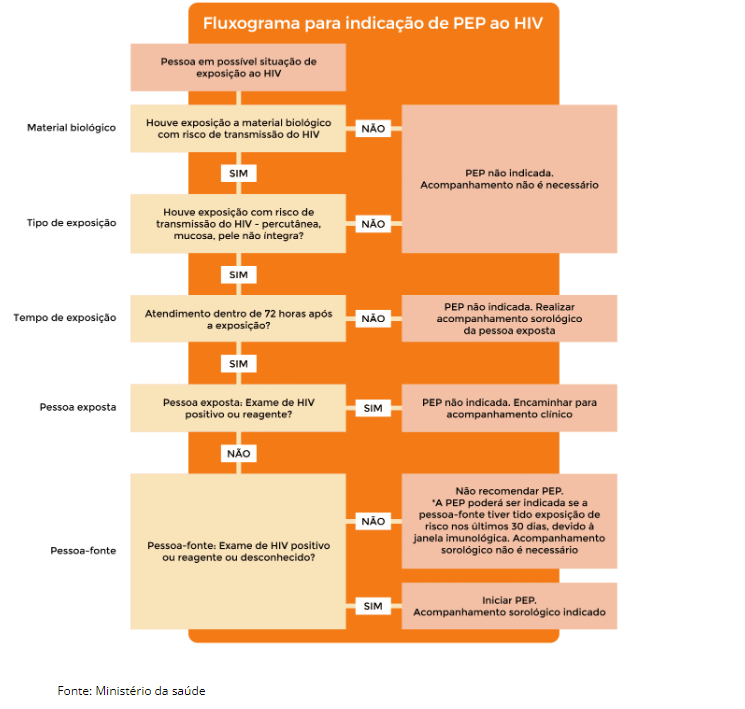 Fluxograma para indicação de PEP ao HIV
Pessoa em possível situação de
exposição ao HIV
Material biológico
Houve exposição a material biológico
com risco de transmissão do HIV
NÃO
PEP não indicada.
Acompanhamento não é necessário
SIM
Tipo de exposição
Houve exposição com risco de
transmissão do HIV - percutânea,
mucosa, pele não íntegra?
NÃO
SIM
Tempo de exposição
Atendimento dentro de 72 horas após
a exposição?
NÃO
PEP não indicada. Realizar
acompanhamento sorológico
da pessoa exposta
SIM
Pessoa exposta
Pessoa exposta: Exame de HIV
positivo ou reagente?
SIM
PEP não indicada. Encaminhar para
acompanhamento clínico
NÃO
Pessoa-fonte
Pessoa-fonte: Exame de HIV positivo
ou reagente ou desconhecido?
NÃO
Não recomendar PEP.
*A PEP poderá ser indicada se a
pessoa-fonte tiver tido exposição de
risco nos últimos 30 dias, devido à
janela imunológica. Acompanhamento
sorológico não é necessário
SIM
Iniciar PEP.
Acompanhamento sorológico indicado
Fonte: Ministério da saúde